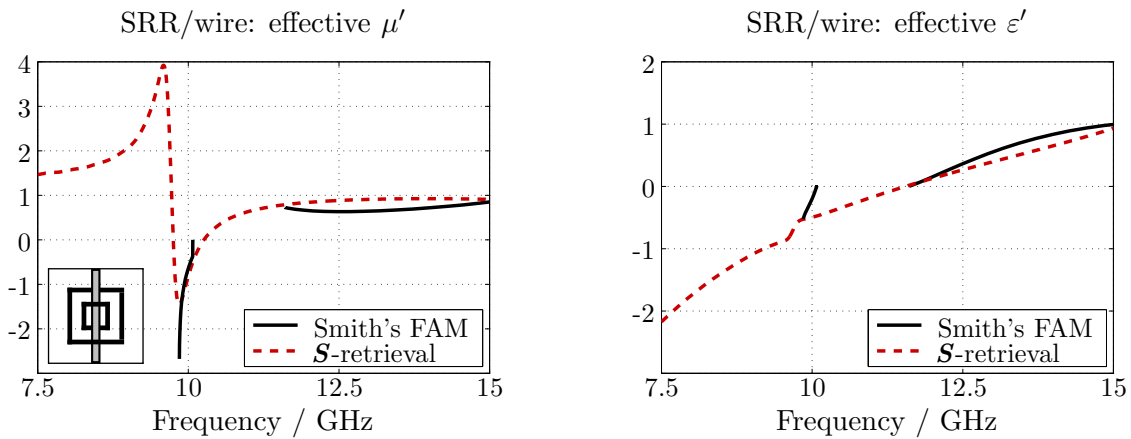 SRR/wire: effective μ′
4
3
2
1
0
-1
-2
7.5 10 12.5 15
Frequency / GHz
Smith's FAM
S-retrieval
SRR/wire: effective ε′
2
1
0
-1
-2
7.5 10 12.5 15
Frequency / GHz
Smith's FAM
S-retrieval